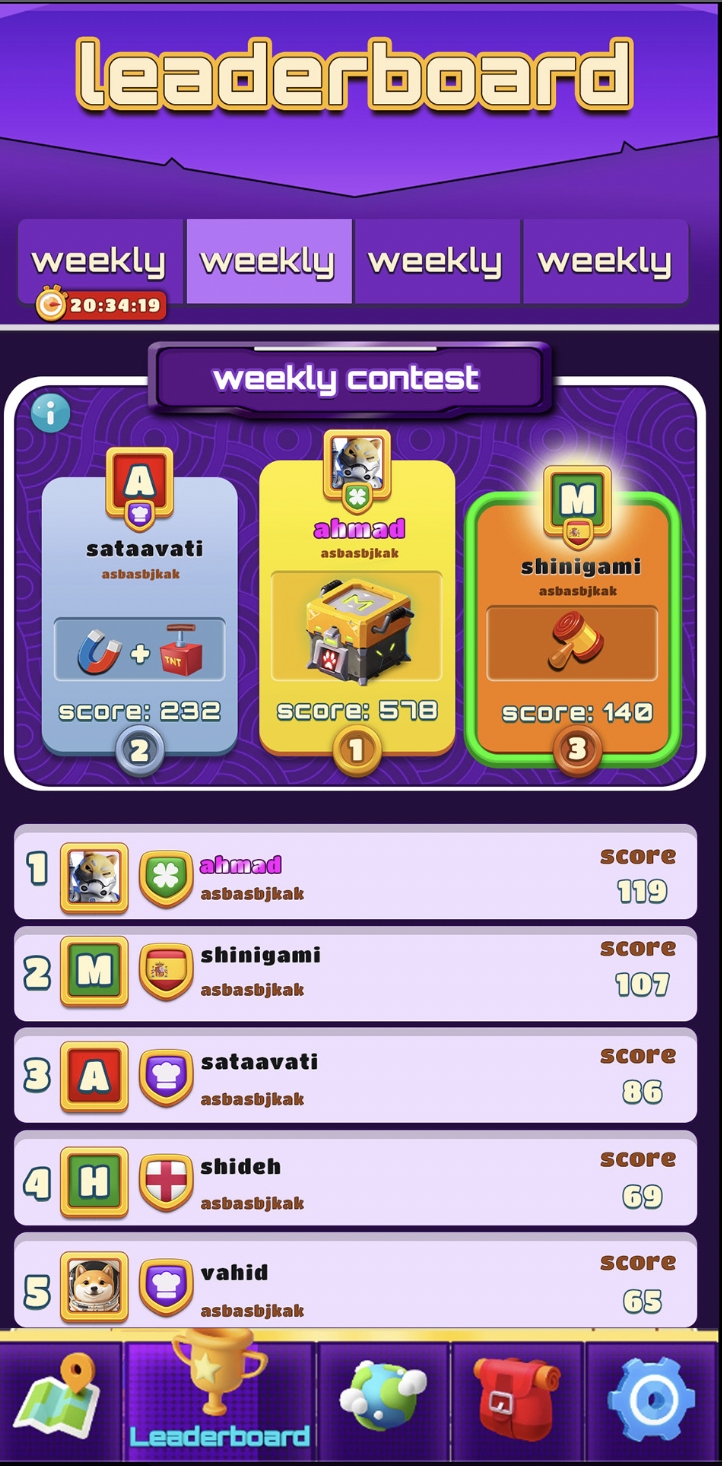 leaderboard
weekly weekly weekly weekly
20:34:19
weekly contest
i
A
sataavati
asbasbjkak
TNT
+
score: 232
2
ahmad
asbasbjkak
M
score: 578
1
M
shinigami
asbasbjkak
score: 140
3
1
ahmad
asbasbjkak
score
119
2
M
shinigami
asbasbjkak
score
107
3
A
sataavati
asbasbjkak
score
86
4
H
shideh
asbasbjkak
score
69
5
vahid
asbasbjkak
score
65
Leaderboard